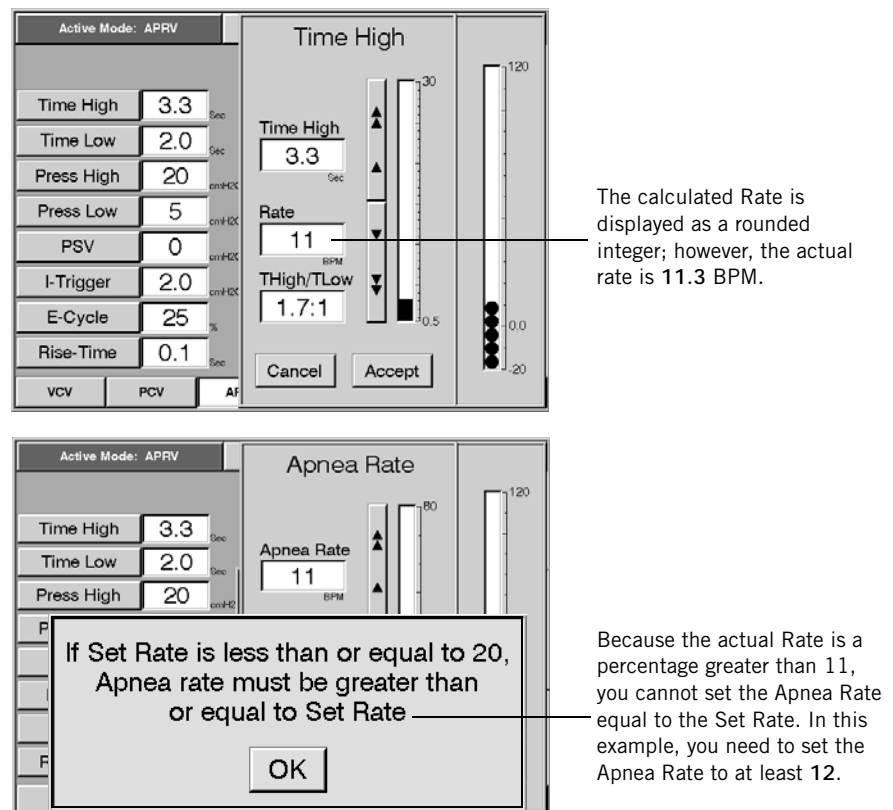 Active Mode: APRV
Time High 3.3 Sec
Time Low 2.0 Sec
Press High 20 cmH2O
Press Low 5 cmH2O
PSV 0 cmH2O
I-Trigger 2.0 cmH2O
E-Cycle 25 %
Rise-Time 0.1 Sec
VCV PCV
Time High
30
Time High
3.3
Sec
Rate
11
BPM
THigh/TLow
1.7:1
0.5
Cancel Accept
120
0.0
-20
The calculated Rate is
displayed as a rounded
integer; however, the actual
rate is 11.3 BPM.
Active Mode: APRV
Time High 3.3 Sec
Time Low 2.0 Sec
Press High 20 cmH2
Apnea Rate
80
Apnea Rate
11
BPM
120
If Set Rate is less than or equal to 20,
Apnea rate must be greater than
or equal to Set Rate
OK
Because the actual Rate is a
percentage greater than 11,
you cannot set the Apnea Rate
equal to the Set Rate. In this
example, you need to set the
Apnea Rate to at least 12.